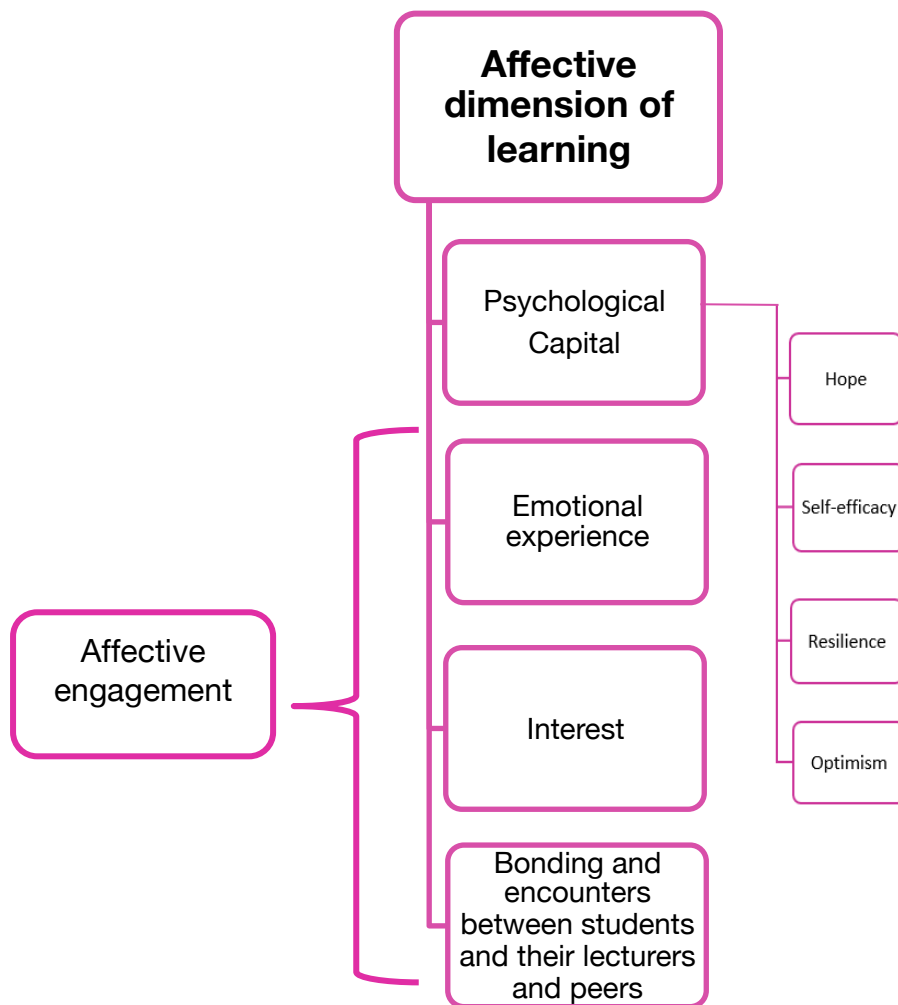 Affective
dimension of
learning
Psychological
Capital
Hope
Emotional
experience
Self-efficacy
Affective
engagement
Resilience
Interest
Optimism
Bonding and
encounters
between students
and their lecturers
and peers